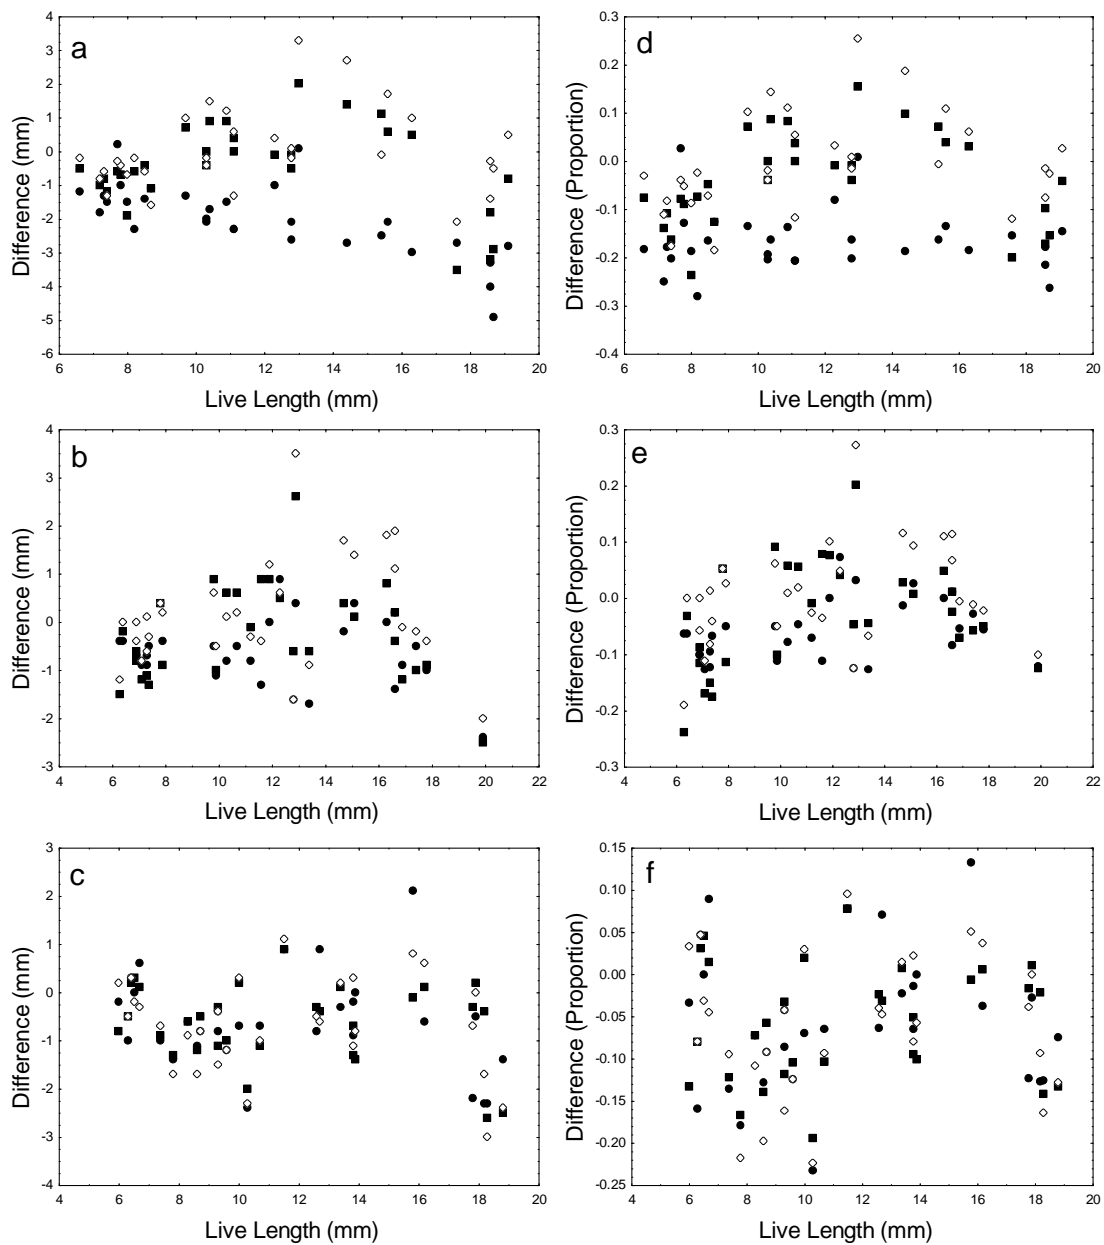 a
Difference (mm)
4
3
2
1
0
-1
-2
-3
-4
-5
-6
6 8 10 12 14 16 18 20
Live Length (mm)
d
Difference (Proportion)
0.3
0.2
0.1
0.0
-0.1
-0.2
-0.3
-0.4
6 8 10 12 14 16 18 20
Live Length (mm)
b
Difference (mm)
4
3
2
1
0
-1
-2
-3
4 6 8 10 12 14 16 18 20 22
Live Length (mm)
e
Difference (Proportion)
0.3
0.2
0.1
0.0
-0.1
-0.2
-0.3
4 6 8 10 12 14 16 18 20 22
Live Length (mm)
c
Difference (mm)
3
2
1
0
-1
-2
-3
-4
4 6 8 10 12 14 16 18 20
Live Length (mm)
f
Difference (Proportion)
0.15
0.10
0.05
0.00
-0.05
-0.10
-0.15
-0.20
-0.25
4 6 8 10 12 14 16 18 20
Live Length (mm)